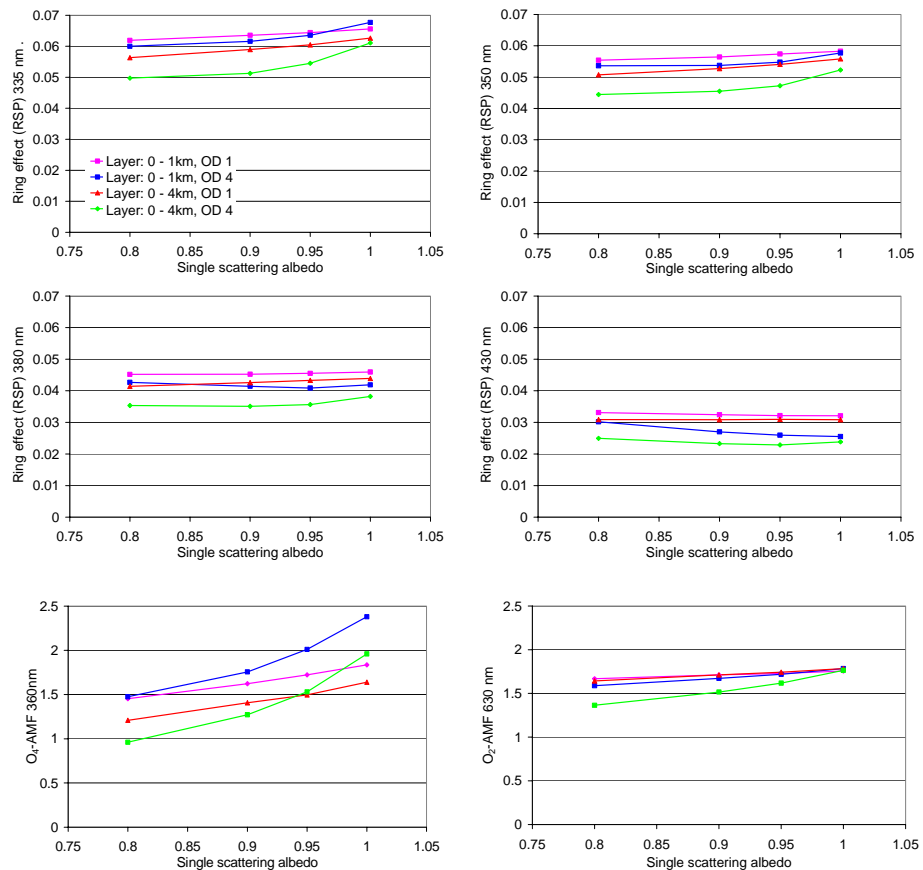 0.07
0.06
0.05
0.04
0.03
0.02
0.01
0
Ring effect (RSP) 335 nm .
Layer: 0 - 1km, OD 1
Layer: 0 - 1km, OD 4
Layer: 0 - 4km, OD 1
Layer: 0 - 4km, OD 4
0.75 0.8 0.85 0.9 0.95 1 1.05
Single scattering albedo
0.07
0.06
0.05
0.04
0.03
0.02
0.01
0
Ring effect (RSP) 350 nm
0.75 0.8 0.85 0.9 0.95 1 1.05
Single scattering albedo
0.07
0.06
0.05
0.04
0.03
0.02
0.01
0
Ring effect (RSP) 380 nm
0.75 0.8 0.85 0.9 0.95 1 1.05
Single scattering albedo
0.07
0.06
0.05
0.04
0.03
0.02
0.01
0
Ring effect (RSP) 430 nm
0.75 0.8 0.85 0.9 0.95 1 1.05
Single scattering albedo
2.5
2
1.5
1
0.5
0
O₄-AMF 360nm
0.75 0.8 0.85 0.9 0.95 1 1.05
Single scattering albedo
2.5
2
1.5
1
0.5
0
O₂-AMF 630 nm
0.75 0.8 0.85 0.9 0.95 1 1.05
Single scattering albedo